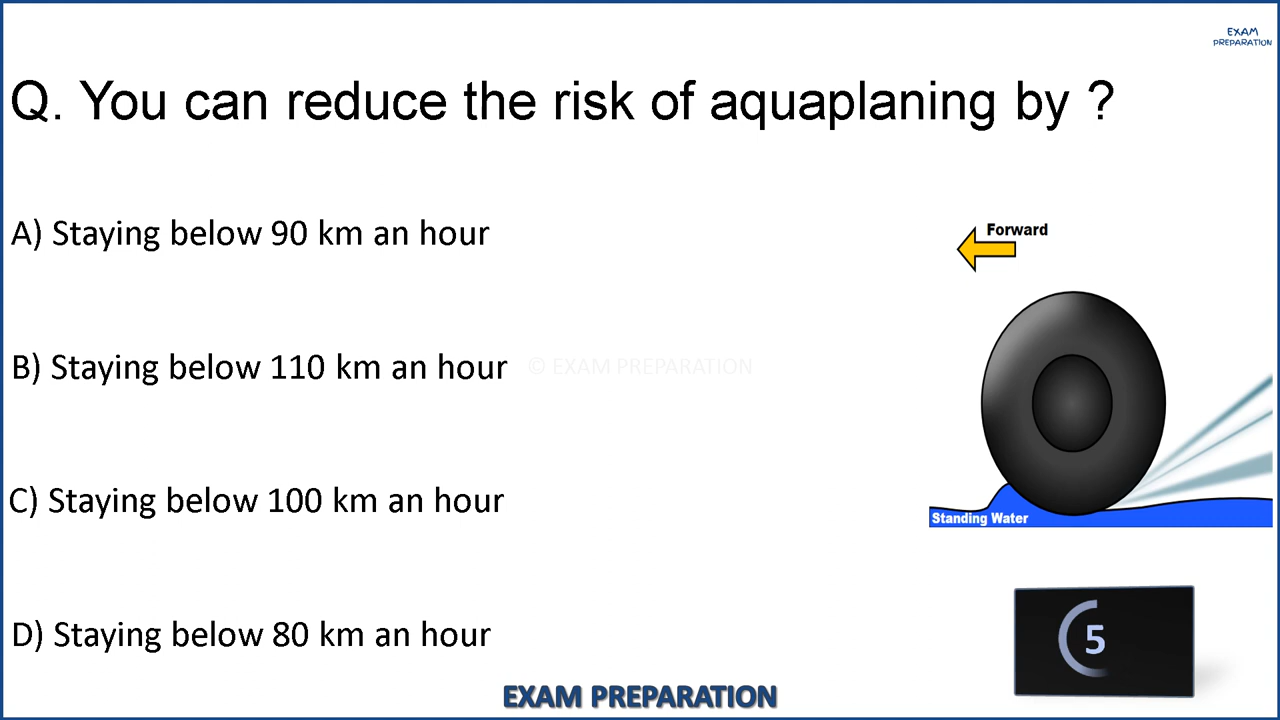 EXAM
PREPARATION
Q. You can reduce the risk of aquaplaning by ?
A) Staying below 90 km an hour
Forward
B) Staying below 110 km an hour
© EXAM PREPARATION
C) Staying below 100 km an hour
Standing Water
D) Staying below 80 km an hour
5
EXAM PREPARATION